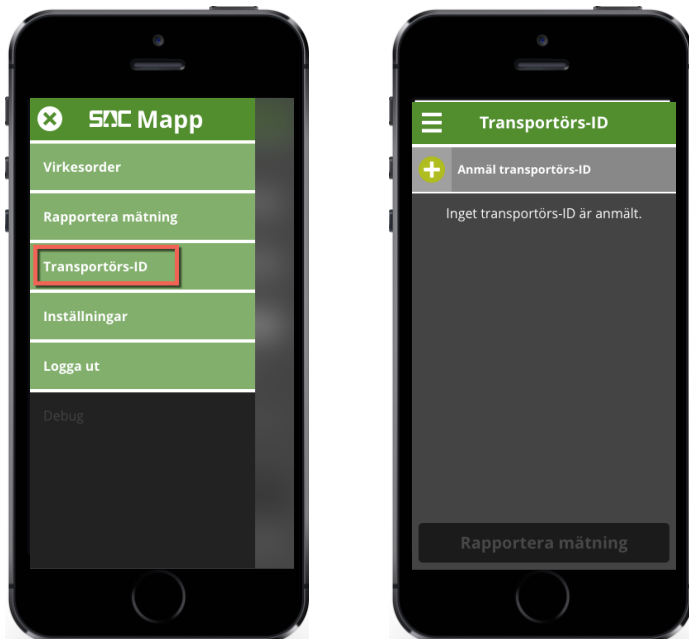 SDC Mapp
Virkesorder
Rapportera mätning
Transportörs-ID
Inställningar
Logga ut
Debug
Transportörs-ID
Anmäl transportörs-ID
Inget transportörs-ID är anmält.
Rapportera mätning